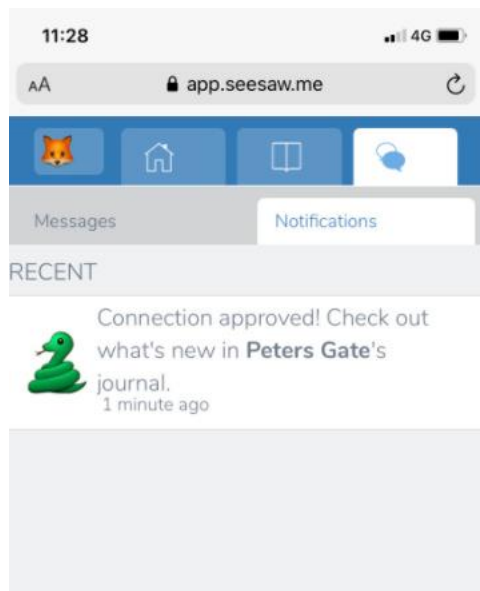 11:28
4G
AA
app.seesaw.me
Messages
Notifications
RECENT
Connection approved! Check out
what's new in Peters Gate's
journal.
1 minute ago